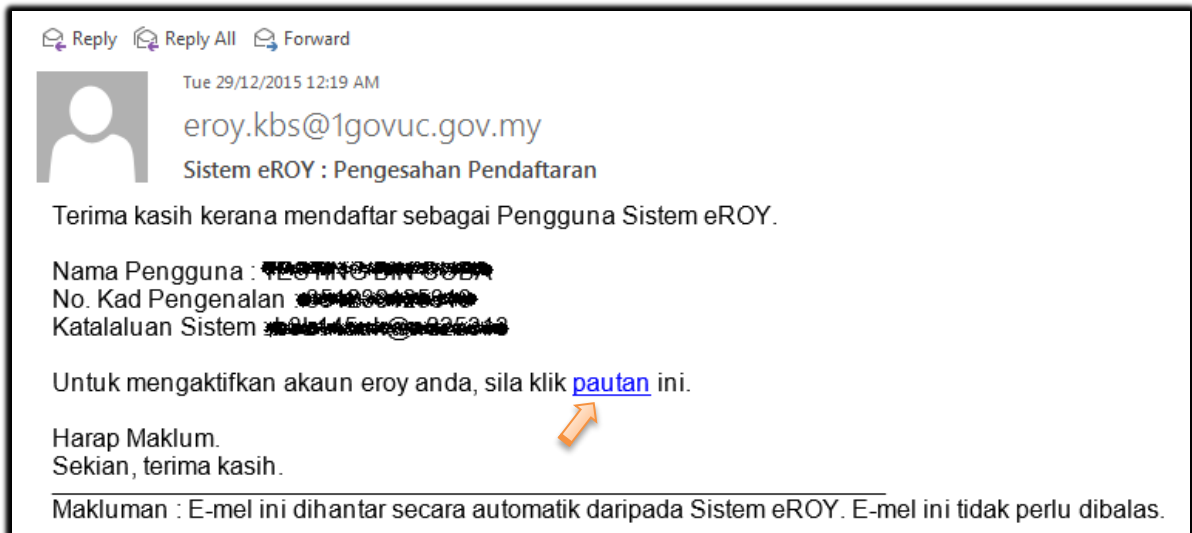 Reply Reply All Forward
Tue 29/12/2015 12:19 AM
eroy.kbs@1govuc.gov.my
Sistem eROY : Pengesahan Pendaftaran
Terima kasih kerana mendaftar sebagai Pengguna Sistem eROY.
Nama Pengguna :
No. Kad Pengenalan :
Katalaluan Sistem :
Untuk mengaktifkan akaun eroy anda, sila klik pautan ini.
Harap Maklum.
Sekian, terima kasih.
Makluman : E-mel ini dihantar secara automatik daripada Sistem eROY. E-mel ini tidak perlu dibalas.